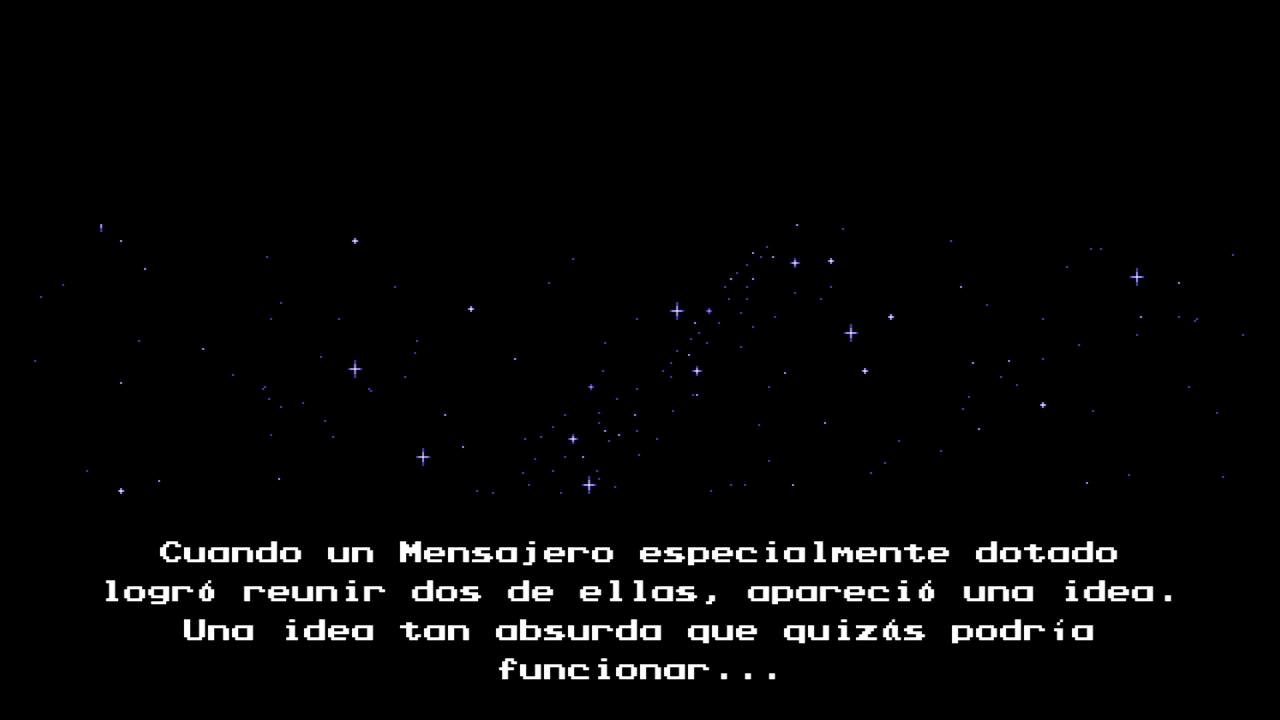 Cuando un Mensajero especialmente dotado
logró reunir dos de ellas, apareció una idea.
Una idea tan absurda que quizás podría
funcionar...